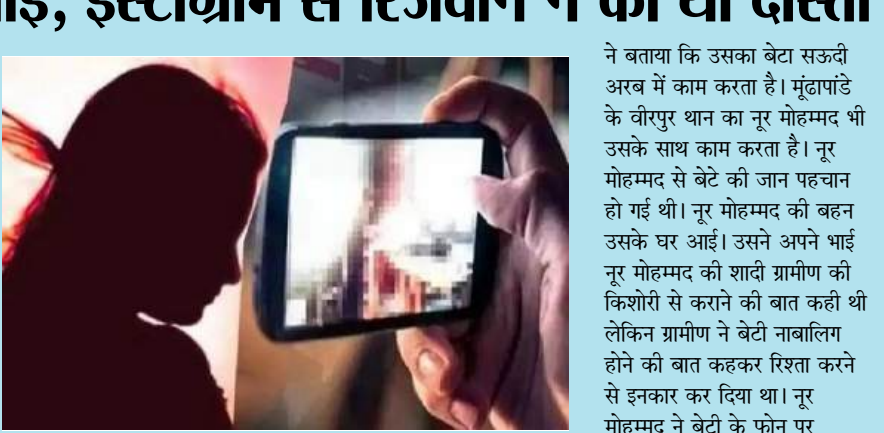 ाई, इंस्टाग्राम से रिजवान ने की थी दोस्ती
ने बताया कि उसका बेटा सऊदी
अरब में काम करता है। मूंढापांडे
के वीरपुर थान का नूर मोहम्मद भी
उसके साथ काम करता है। नूर
मोहम्मद से बेटे की जान पहचान
हो गई थी। नूर मोहम्मद की बहन
उसके घर आई। उसने अपने भाई
नूर मोहम्मद की शादी ग्रामीण की
किशोरी से कराने की बात कही थी
लेकिन ग्रामीण ने बेटी नाबालिग
होने की बात कहकर रिश्ता करने
से इनकार कर दिया था। नूर
मोहम्मद ने बेटी के फोन पर